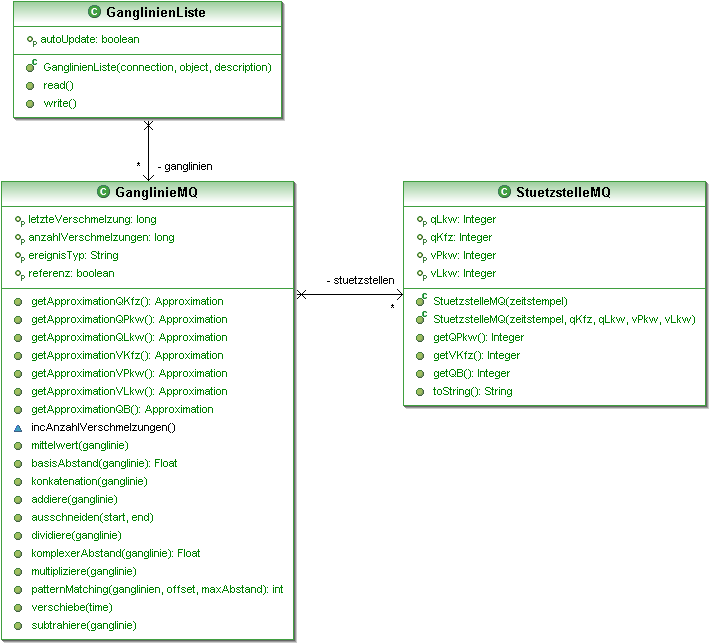 C GanglinienListe
P autoUpdate: boolean
C GanglinienListe(connection, object, description)
read()
write()
* - ganglinien
C GanglinieMQ
P letzteVerschmelzung: long
P anzahlVerschmelzungen: long
P ereignisTyp: String
P referenz: boolean
getApproximationQKfz(): Approximation
getApproximationQPkw(): Approximation
getApproximationQLkw(): Approximation
getApproximationVKfz(): Approximation
getApproximationVPkw(): Approximation
getApproximationVLkw(): Approximation
getApproximationQB(): Approximation
incAnzahlVerschmelzungen()
mittelwert(ganglinie)
basisAbstand(ganglinie): Float
konkatenation(ganglinie)
addiere(ganglinie)
ausschneiden(start, end)
dividiere(ganglinie)
komplexerAbstand(ganglinie): Float
multipliziere(ganglinie)
patternMatching(ganglinien, offset, maxAbstand): int
verschiebe(time)
subtrahiere(ganglinie)
- stuetzstellen
*
C StuetzstelleMQ
P qLkw: Integer
P qKfz: Integer
P vPkw: Integer
P vLkw: Integer
C StuetzstelleMQ(zeitstempel)
C StuetzstelleMQ(zeitstempel, qKfz, qLkw, vPkw, vLkw)
getQPkw(): Integer
getVKfz(): Integer
getQB(): Integer
toString(): String